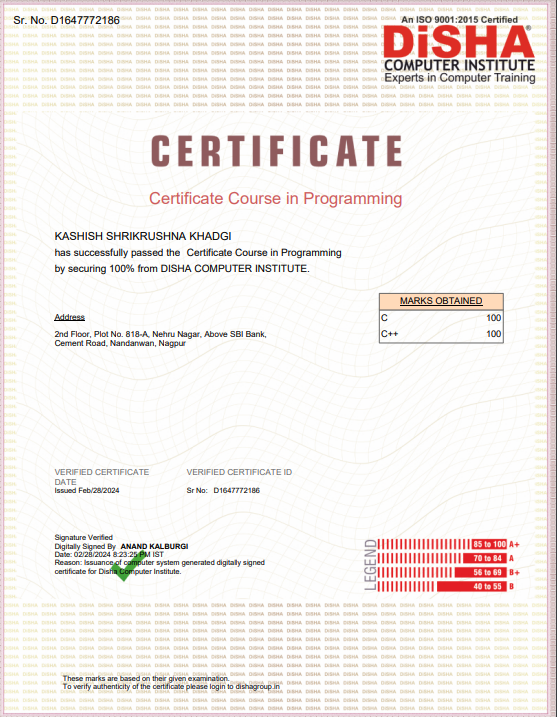 Sr. No. D1647772186
An ISO 9001:2015 Certified
DiSHA®
COMPUTER INSTITUTE
Experts in Computer Training
CERTIFICATE
Certificate Course in Programming
KASHISH SHRIKRUSHNA KHADGI
has successfully passed the Certificate Course in Programming
by securing 100% from DISHA COMPUTER INSTITUTE.
MARKS OBTAINED
C 100
C++ 100
Address
2nd Floor, Plot No. 818-A, Nehru Nagar, Above SBI Bank,
Cement Road, Nandanwan, Nagpur
VERIFIED CERTIFICATE
DATE
Issued Feb/28/2024
VERIFIED CERTIFICATE ID
Sr No: D1647772186
Signature Verified
Digitally Signed By ANAND KALBURGI
Date: 02/28/2024 8:23:25 PM IST
Reason: Issuance of computer system generated digitally signed
certificate for Disha Computer Institute.
LEGEND
85 to 100 A+
70 to 84 A
56 to 69 B+
40 to 55 B
These marks are based on their given examination.
To verify authenticity of the certificate please login to dishagroup.in